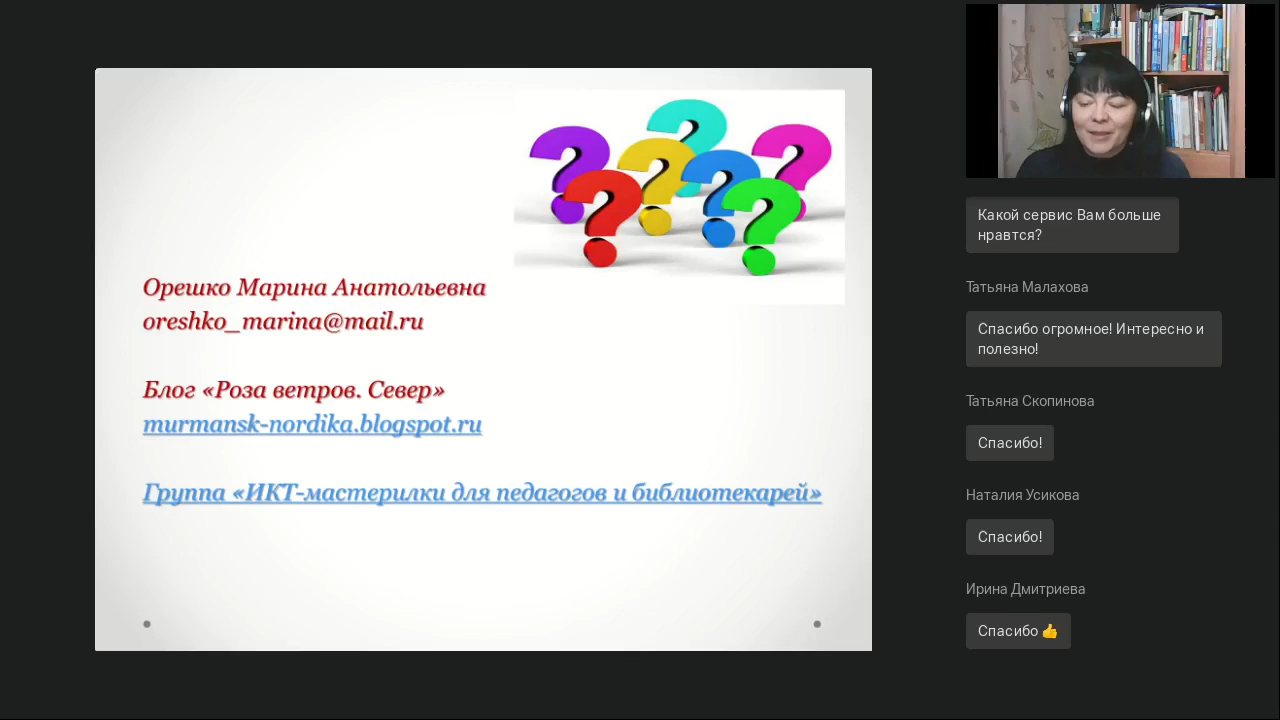 Орешко Марина Анатольевна
oreshko_marina@mail.ru
Блог «Роза ветров. Север»
murmansk-nordika.blogspot.ru
Группа «ИКТ-мастерилки для педагогов и библиотекарей»
Какой сервис Вам больше
нравтся?
Татьяна Малахова
Спасибо огромное! Интересно и
полезно!
Татьяна Скопинова
Спасибо!
Наталия Усикова
Спасибо!
Ирина Дмитриева
Спасибо 👍